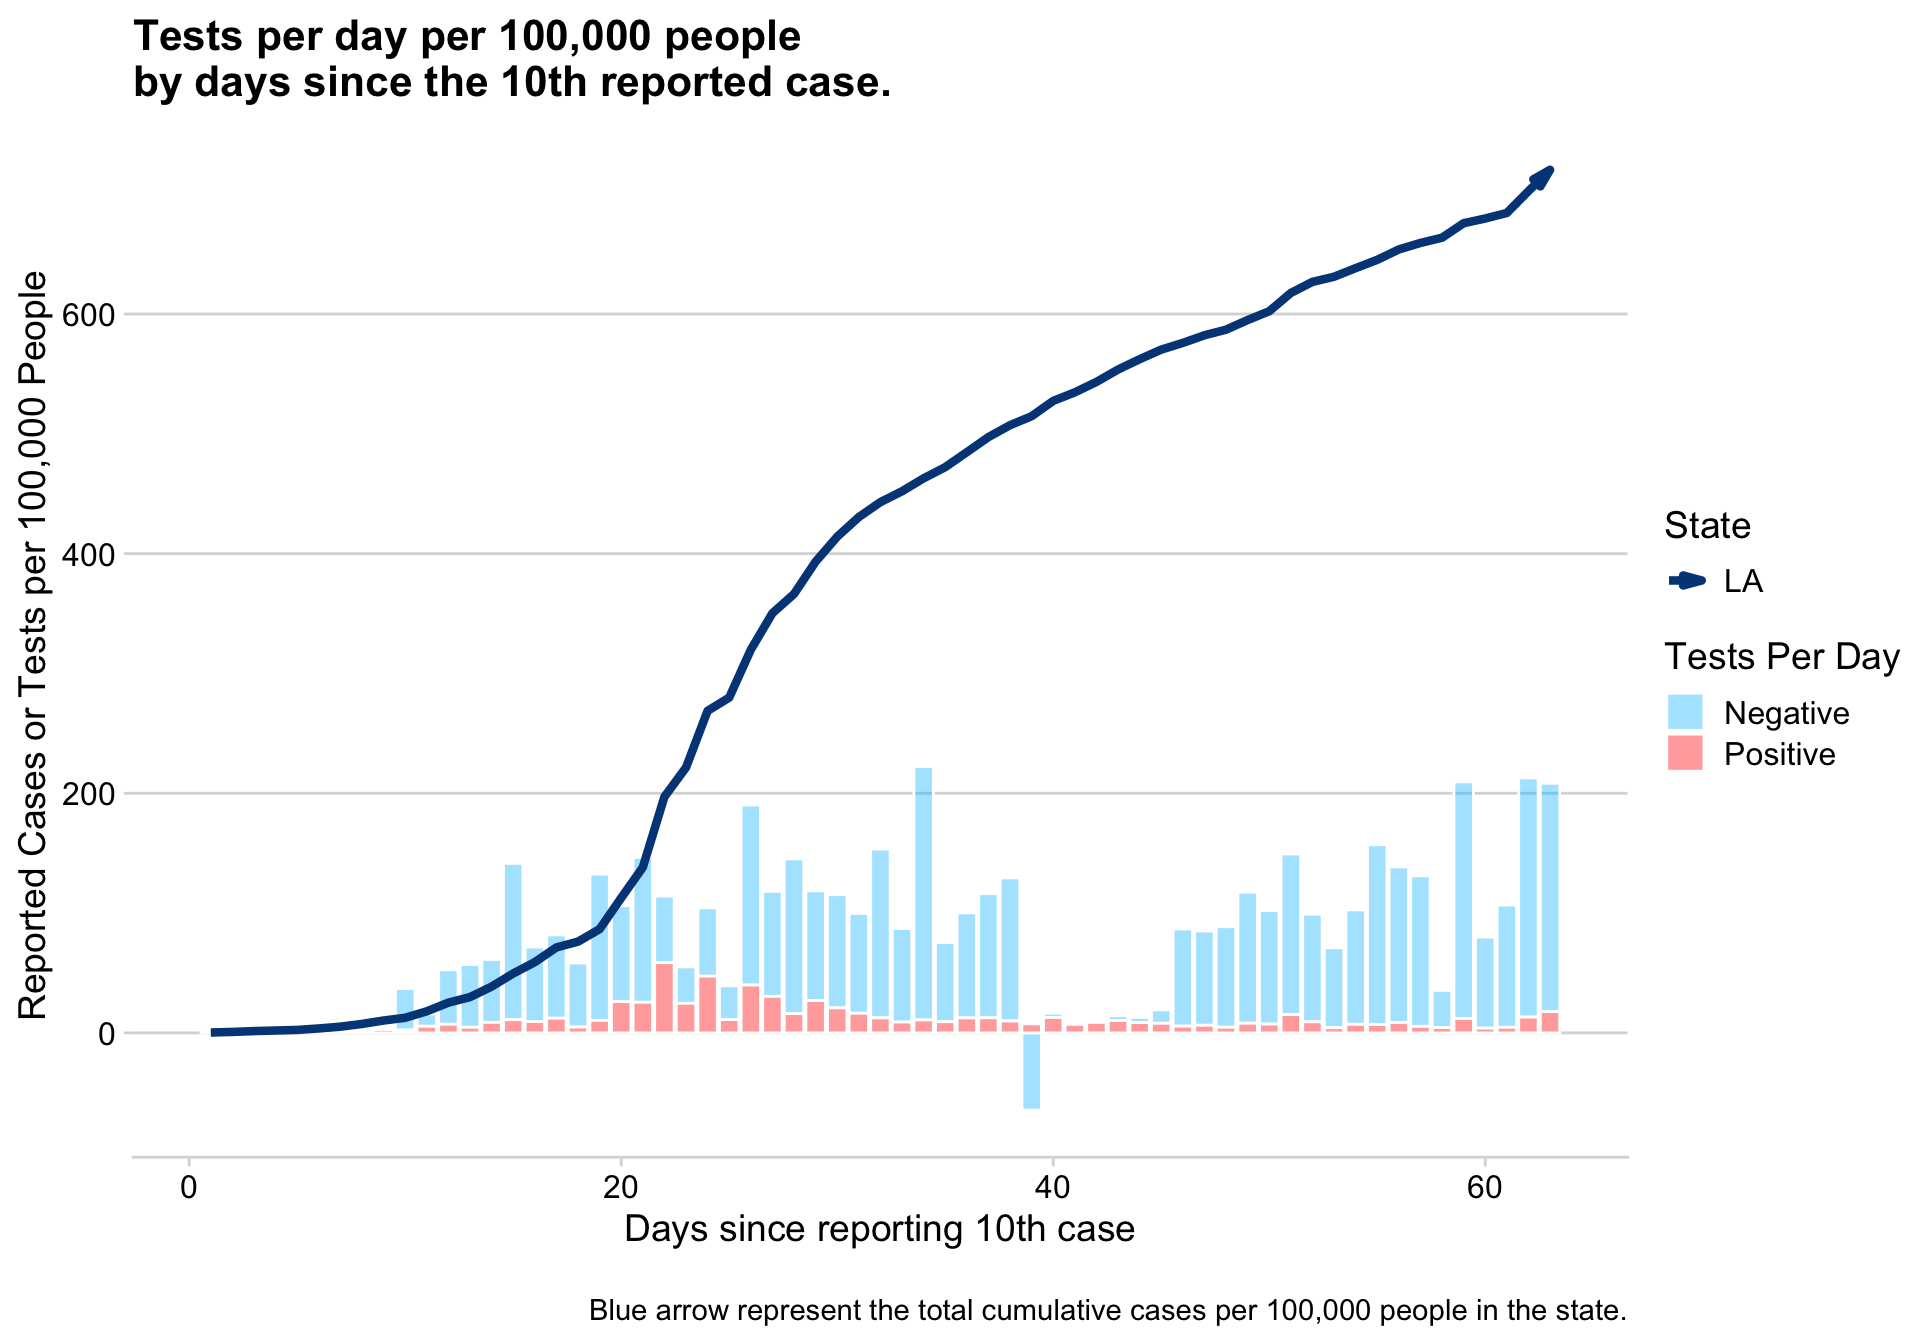 Tests per day per 100,000 people
by days since the 10th reported case.
Reported Cases or Tests per 100,000 People
600
400
200
0
0
20
40
60
Days since reporting 10th case
State
LA
Tests Per Day
Negative
Positive
Blue arrow represent the total cumulative cases per 100,000 people in the state.